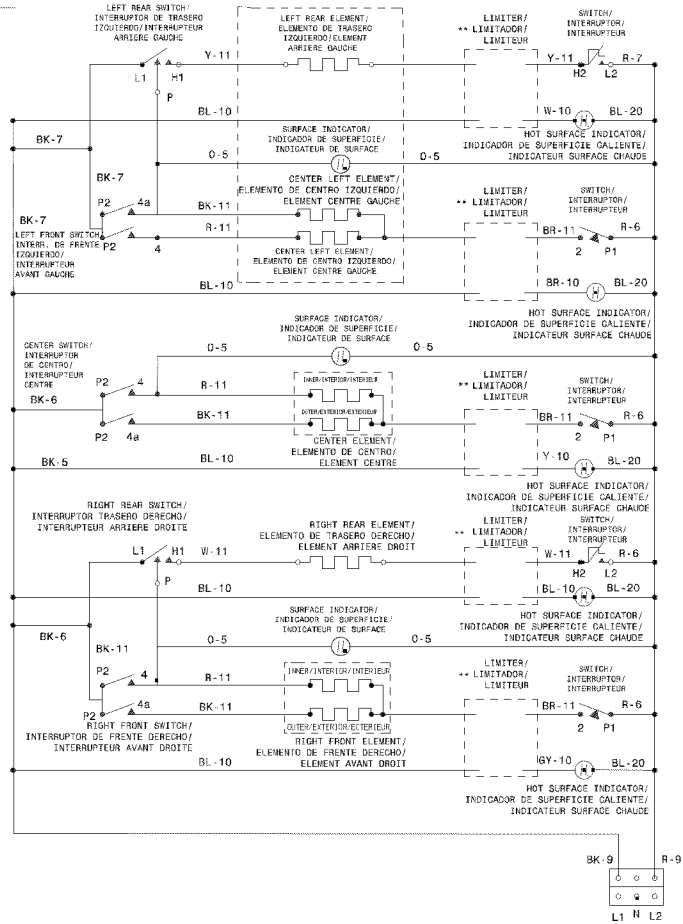 LEFT REAR SWITCH/
INTERRUPTOR DE TRASERO
IZQUIERDO/INTERRUPTEUR
ARRIERE GAUCHE
LEFT REAR ELEMENT/
ELEMENTO DE TRASERO
IZQUIERDO/ELEMENT
ARRIERE GAUCHE
LIMITER/
** LIMITADOR/
LIMITEUR
SWITCH/
INTERRUPTOR/
INTERRUPTEUR
Y-11
Y-11
R-7
L1 H1
H2 L2
P
BL-10
W-10
BL-20
HOT SURFACE INDICATOR/
INDICADOR DE SUPERFICIE CALIENTE/
INDICATEUR SURFACE CHAUDE
BK-7
SURFACE INDICATOR/
INDICADOR DE SUPERFICIE/
INDICATEUR DE SURFACE
O-5
O-5
BK-7
CENTER LEFT ELEMENT/
ELEMENTO DE CENTRO IZQUIERDO/
ELEMENT CENTRE GAUCHE
P2 4a
BK-11
LIMITER/
** LIMITADOR/
LIMITEUR
SWITCH/
INTERRUPTOR/
INTERRUPTEUR
BK-7
R-11
BR-11
R-6
LEFT FRONT SWITCH/
INTERR. DE FRENTE
IZQUIERDO/
INTERRUPTEUR
AVANT GAUCHE
P2 4
2 P1
CENTER LEFT ELEMENT/
ELEMENTO DE CENTRO IZQUIERDO/
ELEMENT CENTRE GAUCHE
BL-10
BR-10
BL-20
HOT SURFACE INDICATOR/
INDICADOR DE SUPERFICIE CALIENTE/
INDICATEUR SURFACE CHAUDE
SURFACE INDICATOR/
INDICADOR DE SUPERFICIE/
INDICATEUR DE SURFACE
CENTER SWITCH/
INTERRUPTOR
DE CENTRO/
INTERRUPTEUR
CENTRE
O-5
O-5
LIMITER/
** LIMITADOR/
LIMITEUR
SWITCH/
INTERRUPTOR/
INTERRUPTEUR
P2 4
R-11
INNER/INTERIOR/INTERIEUR
BK-6
BK-11
OUTER/EXTERIOR/EXTERIEUR
BR-11
R-6
P2 4a
2 P1
CENTER ELEMENT/
ELEMENTO DE CENTRO/
ELEMENT CENTRE
BK-5
BL-10
Y-10
BL-20
HOT SURFACE INDICATOR/
INDICADOR DE SUPERFICIE CALIENTE/
INDICATEUR SURFACE CHAUDE
RIGHT REAR SWITCH/
INTERRUPTOR TRASERO DERECHO/
INTERRUPTEUR ARRIERE DROITE
RIGHT REAR ELEMENT/
ELEMENTO DE TRASERO DERECHO/
ELEMENT ARRIERE DROIT
LIMITER/
** LIMITADOR/
LIMITEUR
SWITCH/
INTERRUPTOR/
INTERRUPTEUR
L1 H1
W-11
W-11
R-6
H2 L2
P
BL-10
BL-10
BL-20
HOT SURFACE INDICATOR/
INDICADOR DE SUPERFICIE CALIENTE/
INDICATEUR SURFACE CHAUDE
SURFACE INDICATOR/
INDICADOR DE SUPERFICIE/
INDICATEUR DE SURFACE
BK-6
BK-11
O-5
O-5
LIMITER/
** LIMITADOR/
LIMITEUR
SWITCH/
INTERRUPTOR/
INTERRUPTEUR
P2 4
R-11
INNER/INTERIOR/INTERIEUR
4a
BK-11
BR-11
R-6
P2
2 P1
RIGHT FRONT SWITCH/
INTERRUPTOR DE FRENTE DERECHO/
INTERRUPTEUR AVANT DROITE
OUTER/EXTERIOR/ECTERIEUR
RIGHT FRONT ELEMENT/
ELEMENTO DE FRENTE DERECHO/
ELEMENT AVANT DROIT
BL-10
GY-10
BL-20
HOT SURFACE INDICATOR/
INDICADOR DE SUPERFICIE CALIENTE/
INDICATEUR SURFACE CHAUDE
BK-9
R-9
L1 N L2